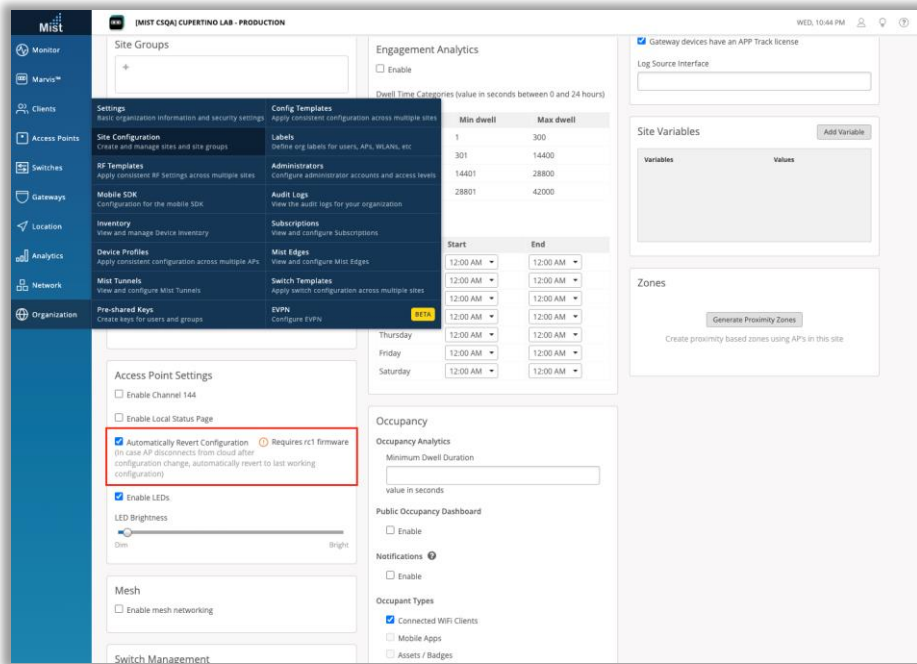 Mist
[MIST CSQA] CUPERTINO LAB - PRODUCTION
WED, 10:44 PM
Monitor
Marvis™
Clients
Access Points
Switches
Gateways
Location
Analytics
Network
Organization
Site Groups
+
Settings
Basic organization information and security settings
Site Configuration
Create and manage sites and site groups
RF Templates
Apply consistent RF Settings across multiple sites
Mobile SDK
Configuration for the mobile SDK
Inventory
View and manage Device Inventory
Device Profiles
Apply consistent configuration across multiple APs
Mist Tunnels
View and configure Mist Tunnels
Pre-shared Keys
Create keys for users and groups
Config Templates
Apply consistent configuration across multiple sites
Labels
Define org labels for users, APs, WLANs, etc
Administrators
Configure administrator accounts and access levels
Audit Logs
View the audit logs for your organization
Subscriptions
View and configure Subscriptions
Mist Edges
View and configure Mist Edges
Switch Templates
Apply switch configuration across multiple sites
EVPN
Configure EVPN
BETA
Access Point Settings
Enable Channel 144
Enable Local Status Page
Automatically Revert Configuration Requires rc1 firmware
(In case AP disconnects from cloud after
configuration change, automatically revert to last working
configuration)
Enable LEDs
LED Brightness
Dim Bright
Mesh
Enable mesh networking
Switch Management
Engagement Analytics
Enable
Dwell Time Categories (value in seconds between 0 and 24 hours)
Min dwell Max dwell
1 300
301 14400
14401 28800
28801 42000
Start End
12:00 AM 12:00 AM
12:00 AM 12:00 AM
12:00 AM 12:00 AM
12:00 AM 12:00 AM
Thursday 12:00 AM 12:00 AM
Friday 12:00 AM 12:00 AM
Saturday 12:00 AM 12:00 AM
Occupancy
Occupancy Analytics
Minimum Dwell Duration
value in seconds
Public Occupancy Dashboard
Enable
Notifications ?
Enable
Occupant Types
Connected WiFi Clients
Mobile Apps
Assets / Badges
Gateway devices have an APP Track license
Log Source Interface
Site Variables Add Variable
Variables Values
Zones
Generate Proximity Zones
Create proximity based zones using AP's in this site